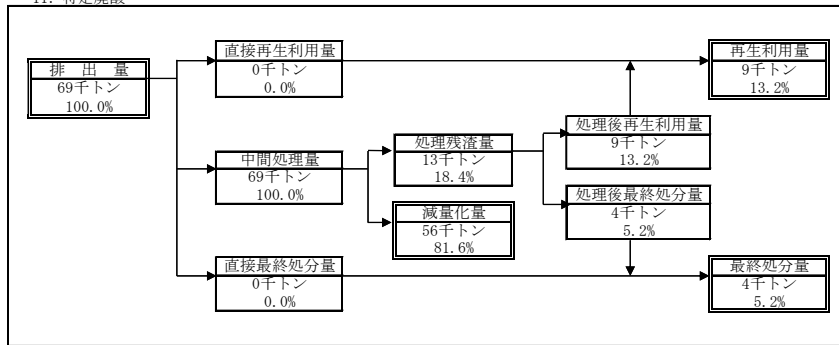 直接再生利用量
0千トン
0.0%
再生利用量
9千トン
13.2%
排 出 量
69千トン
100.0%
処理後再生利用量
9千トン
13.2%
処理残渣量
13千トン
18.4%
中間処理量
69千トン
100.0%
処理後最終処分量
4千トン
5.2%
減量化量
56千トン
81.6%
直接最終処分量
0千トン
0.0%
最終処分量
4千トン
5.2%